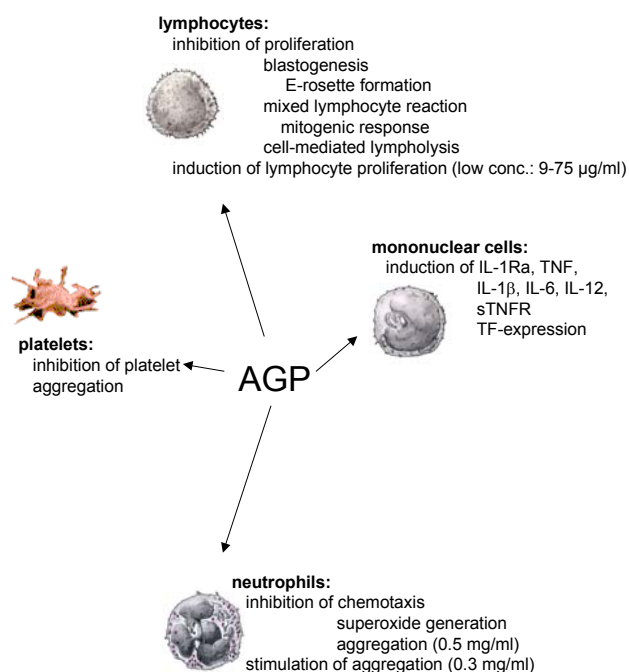 lymphocytes:
inhibition of proliferation
blastogenesis
E-rosette formation
mixed lymphocyte reaction
mitogenic response
cell-mediated lympholysis
induction of lymphocyte proliferation (low conc.: 9-75 µg/ml)
mononuclear cells:
induction of IL-1Ra, TNF,
IL-1β, IL-6, IL-12,
sTNFR
TF-expression
platelets:
inhibition of platelet
aggregation
AGP
neutrophils:
inhibition of chemotaxis
superoxide generation
aggregation (0.5 mg/ml)
stimulation of aggregation (0.3 mg/ml)